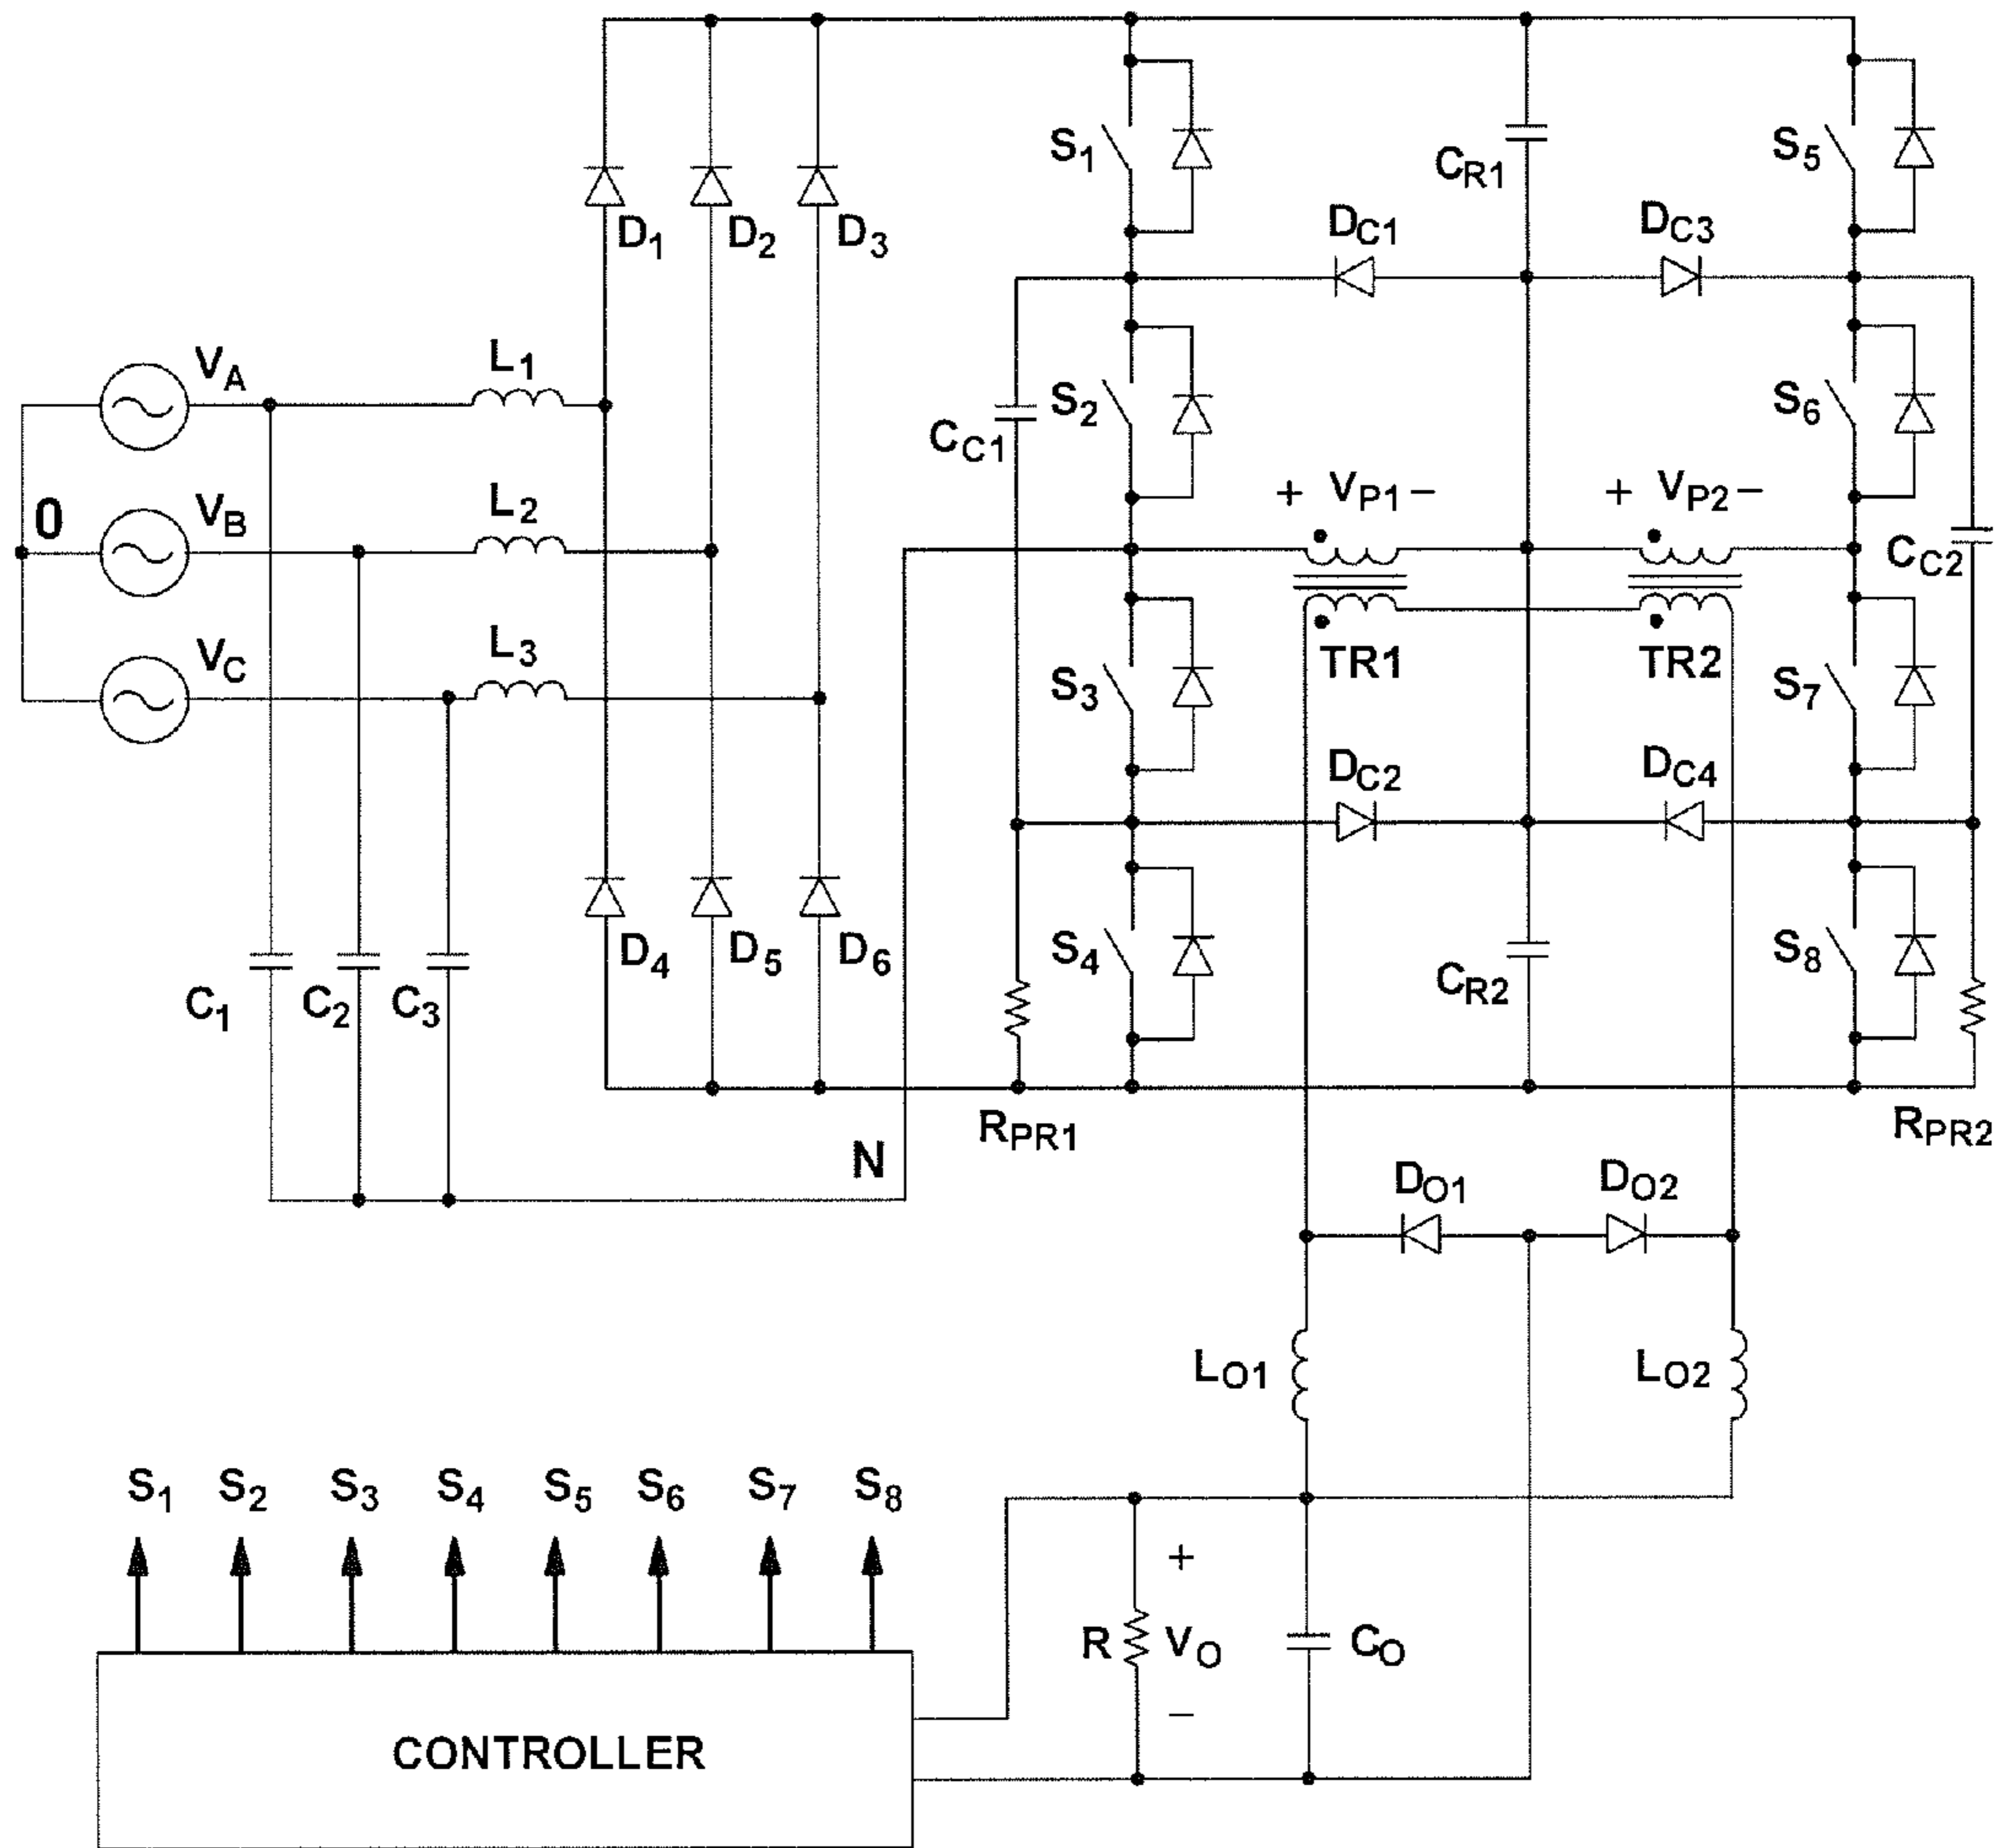 S1
CR1
S5
D1
D2
D3
DC1
DC3
VA
L1
CC1
S2
S6
0
VB
L2
+ VP1 −
+ VP2 −
CC2
VC
L3
S3
TR1
TR2
S7
DC2
DC4
D4
D5
D6
S4
CR2
S8
C1
C2
C3
N
RPR1
RPR2
DO1
DO2
LO1
LO2
S1 S2 S3 S4 S5 S6 S7 S8
+
R
VO
CO
−
CONTROLLER